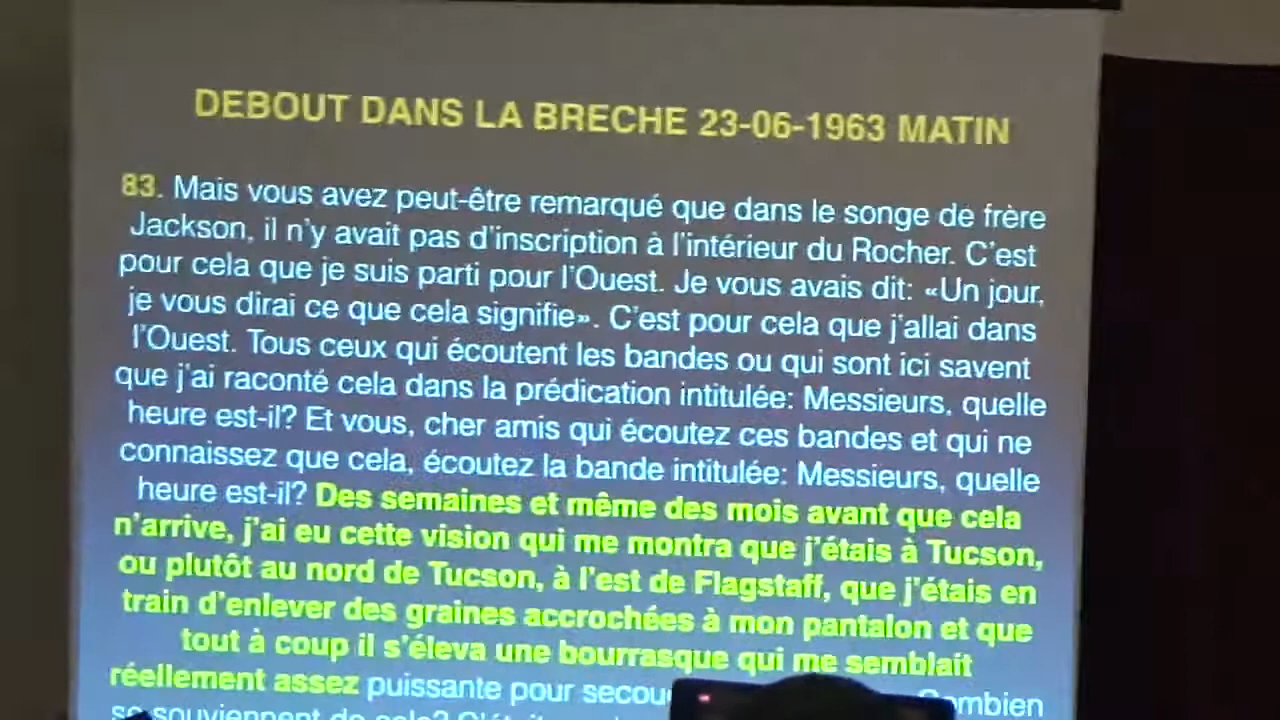 DEBOUT DANS LA BRECHE 23-06-1963 MATIN
83. Mais vous avez peut-être remarqué que dans le songe de frère
Jackson, il n'y avait pas d'inscription à l'intérieur du Rocher. C'est
pour cela que je suis parti pour l'Ouest. Je vous avais dit: «Un jour,
je vous dirai ce que cela signifie». C'est pour cela que j'allai dans
l'Ouest. Tous ceux qui écoutent les bandes ou qui sont ici savent
que j'ai raconté cela dans la prédication intitulée: Messieurs, quelle
heure est-il? Et vous, cher amis qui écoutez ces bandes et qui ne
connaissez que cela, écoutez la bande intitulée: Messieurs, quelle
heure est-il? Des semaines et même des mois avant que cela
n'arrive, j'ai eu cette vision qui me montra que j'étais à Tucson,
ou plutôt au nord de Tucson, à l'est de Flagstaff, que j'étais en
train d'enlever des graines accrochées à mon pantalon et que
tout à coup il s'éleva une bourrasque qui me semblait
réellement assez puissante pour
se souviennent de cela?